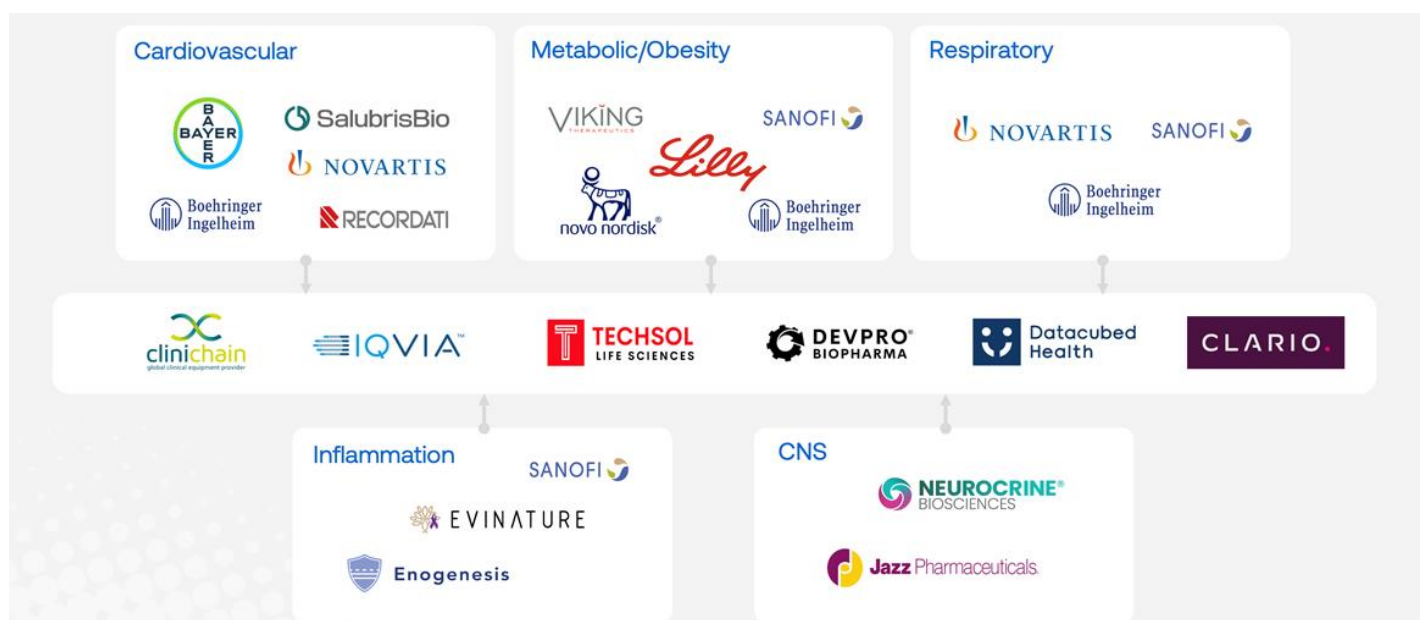 Cardiovascular
BAYER
BAYER
SalubrisBio
NOVARTIS
Boehringer
Ingelheim
RECORDATI
Metabolic/Obesity
VIKING
THERAPEUTICS
SANOFI
Lilly
novo nordisk®
Boehringer
Ingelheim
Respiratory
NOVARTIS
SANOFI
Boehringer
Ingelheim
clinichain
global clinical equipment provider
IQVIA™
TECHSOL
LIFE SCIENCES
DEVPRO®
BIOPHARMA
Datacubed
Health
CLARIO.
Inflammation
SANOFI
EVINATURE
Enogenesis
CNS
NEUROCRINE®
BIOSCIENCES
Jazz Pharmaceuticals.